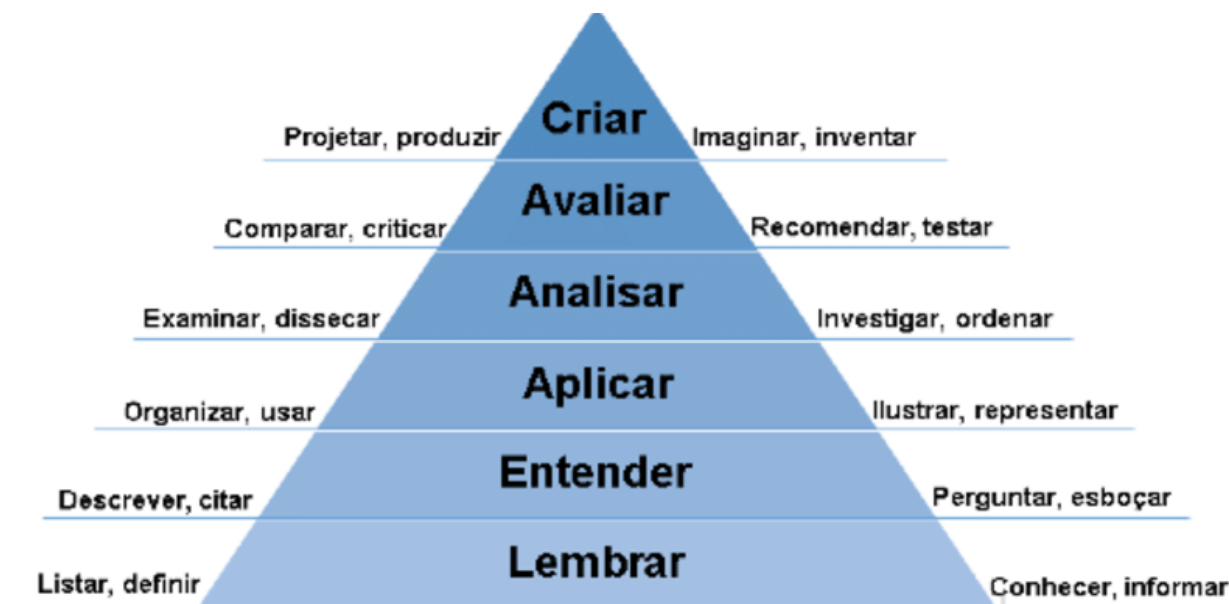 Criar
Projetar, produzir
Imaginar, inventar
Avaliar
Comparar, criticar
Recomendar, testar
Analisar
Examinar, dissecar
Investigar, ordenar
Aplicar
Organizar, usar
Ilustrar, representar
Entender
Descrever, citar
Perguntar, esboçar
Lembrar
Listar, definir
Conhecer, informar